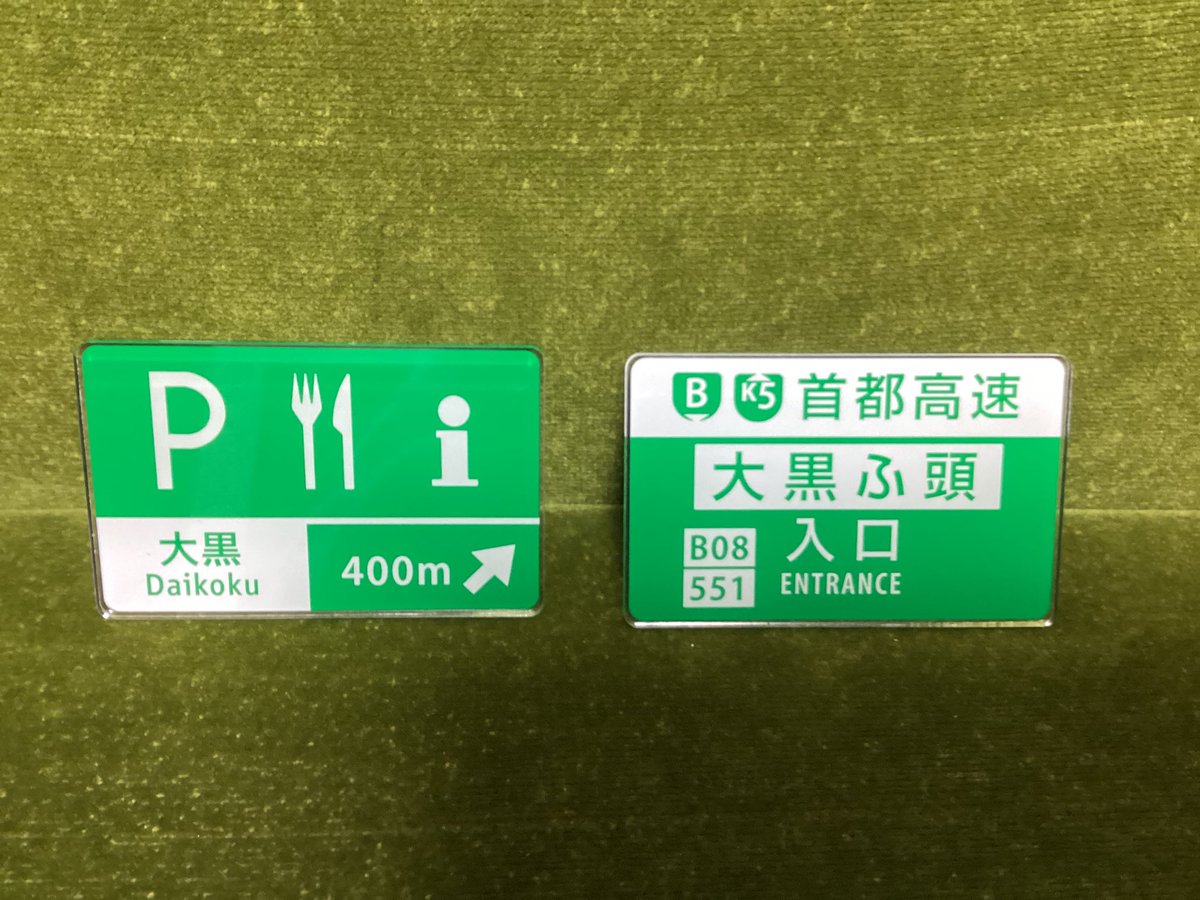 P
i
大黒
Daikoku
400m
B K5 首都高速
大黒ふ頭
入口
B08
551
ENTRANCE